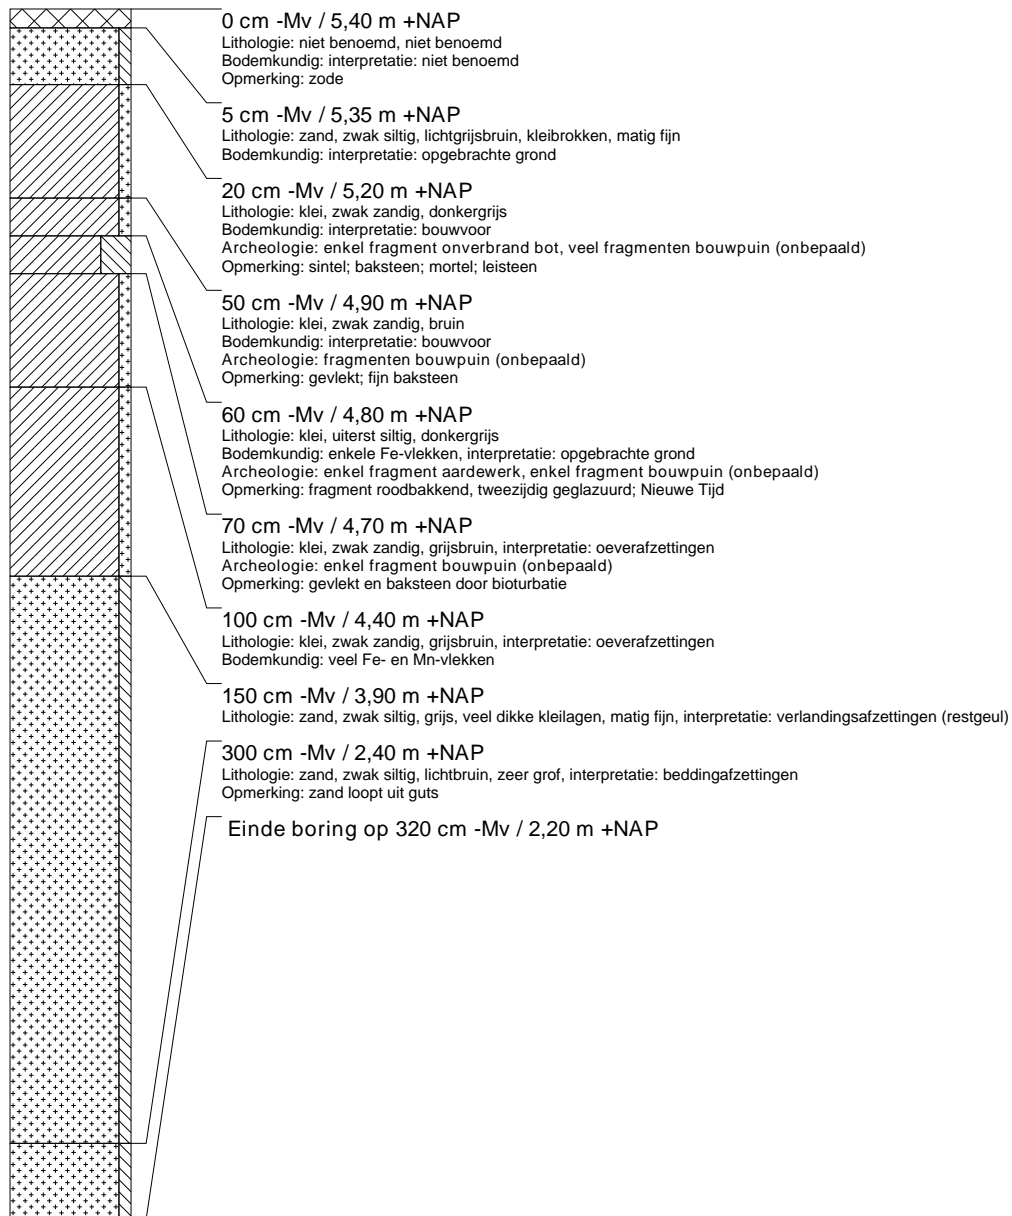 0 cm -Mv / 5,40 m +NAP
Lithologie: niet benoemd, niet benoemd
Bodemkundig: interpretatie: niet benoemd
Opmerking: zode
5 cm -Mv / 5,35 m +NAP
Lithologie: zand, zwak siltig, lichtgrijsbruin, kleibrokken, matig fijn
Bodemkundig: interpretatie: opgebrachte grond
20 cm -Mv / 5,20 m +NAP
Lithologie: klei, zwak zandig, donkergrijs
Bodemkundig: interpretatie: bouwvoor
Archeologie: enkel fragment onverbrand bot, veel fragmenten bouwpuin (onbepaald)
Opmerking: sintel; baksteen; mortel; leisteen
50 cm -Mv / 4,90 m +NAP
Lithologie: klei, zwak zandig, bruin
Bodemkundig: interpretatie: bouwvoor
Archeologie: fragmenten bouwpuin (onbepaald)
Opmerking: gevlekt; fijn baksteen
60 cm -Mv / 4,80 m +NAP
Lithologie: klei, uiterst siltig, donkergrijs
Bodemkundig: enkele Fe-vlekken, interpretatie: opgebrachte grond
Archeologie: enkel fragment aardewerk, enkel fragment bouwpuin (onbepaald)
Opmerking: fragment roodbakkend, tweezijdig geglazuurd; Nieuwe Tijd
70 cm -Mv / 4,70 m +NAP
Lithologie: klei, zwak zandig, grijsbruin, interpretatie: oeverafzettingen
Archeologie: enkel fragment bouwpuin (onbepaald)
Opmerking: gevlekt en baksteen door bioturbatie
100 cm -Mv / 4,40 m +NAP
Lithologie: klei, zwak zandig, grijsbruin, interpretatie: oeverafzettingen
Bodemkundig: veel Fe- en Mn-vlekken
150 cm -Mv / 3,90 m +NAP
Lithologie: zand, zwak siltig, grijs, veel dikke kleilagen, matig fijn, interpretatie: verlandingsafzettingen (restgeul)
300 cm -Mv / 2,40 m +NAP
Lithologie: zand, zwak siltig, lichtbruin, zeer grof, interpretatie: beddingafzettingen
Opmerking: zand loopt uit guts
Einde boring op 320 cm -Mv / 2,20 m +NAP